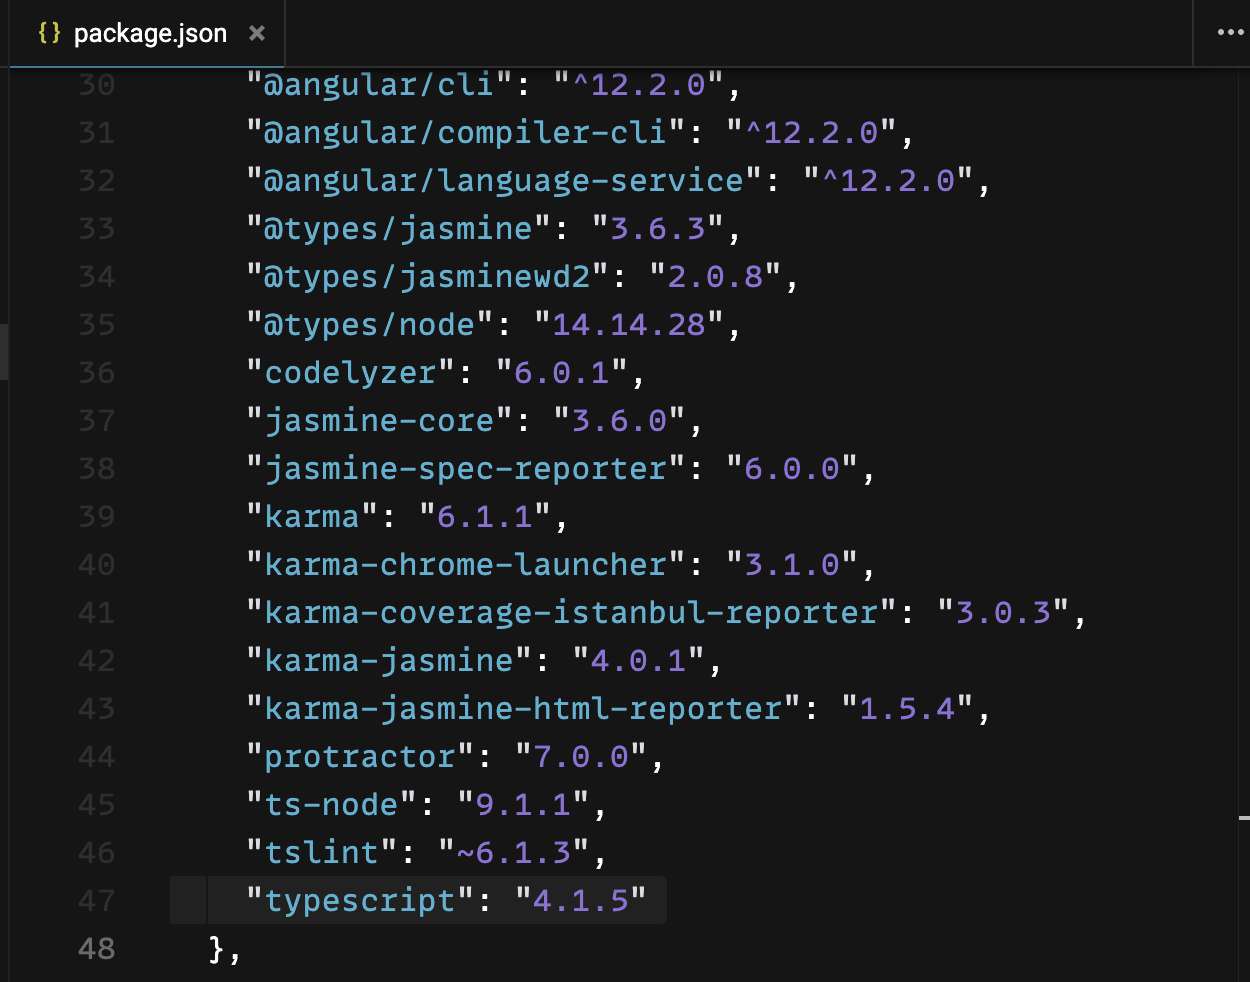 {} package.json ×
30 "@angular/cli": "^12.2.0",
31 "@angular/compiler-cli": "^12.2.0",
32 "@angular/language-service": "^12.2.0",
33 "@types/jasmine": "3.6.3",
34 "@types/jasminewd2": "2.0.8",
35 "@types/node": "14.14.28",
36 "codelyzer": "6.0.1",
37 "jasmine-core": "3.6.0",
38 "jasmine-spec-reporter": "6.0.0",
39 "karma": "6.1.1",
40 "karma-chrome-launcher": "3.1.0",
41 "karma-coverage-istanbul-reporter": "3.0.3",
42 "karma-jasmine": "4.0.1",
43 "karma-jasmine-html-reporter": "1.5.4",
44 "protractor": "7.0.0",
45 "ts-node": "9.1.1",
46 "tslint": "~6.1.3",
47 "typescript": "4.1.5"
48 },